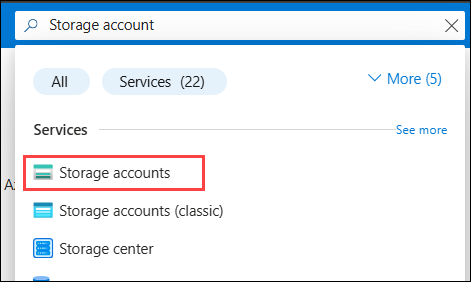 Storage account
All
Services (22)
More (5)
Services
See more
Storage accounts
Storage accounts (classic)
Storage center